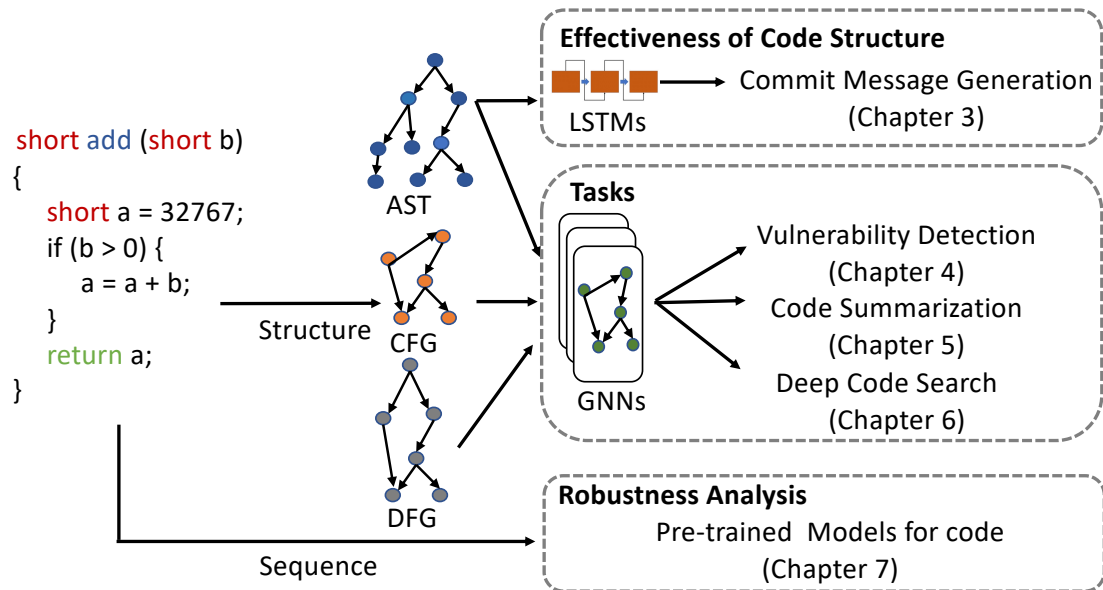 short add (short b)
{
short a = 32767;
if (b > 0) {
a = a + b;
}
return a;
}
Structure
Sequence
AST
CFG
DFG
Effectiveness of Code Structure
LSTMs
Commit Message Generation
(Chapter 3)
Tasks
GNNs
Vulnerability Detection
(Chapter 4)
Code Summarization
(Chapter 5)
Deep Code Search
(Chapter 6)
Robustness Analysis
Pre-trained Models for code
(Chapter 7)